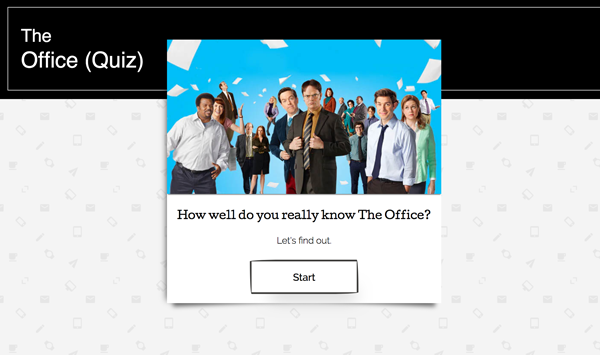 The
Office (Quiz)
How well do you really know The Office?
Let's find out.
Start